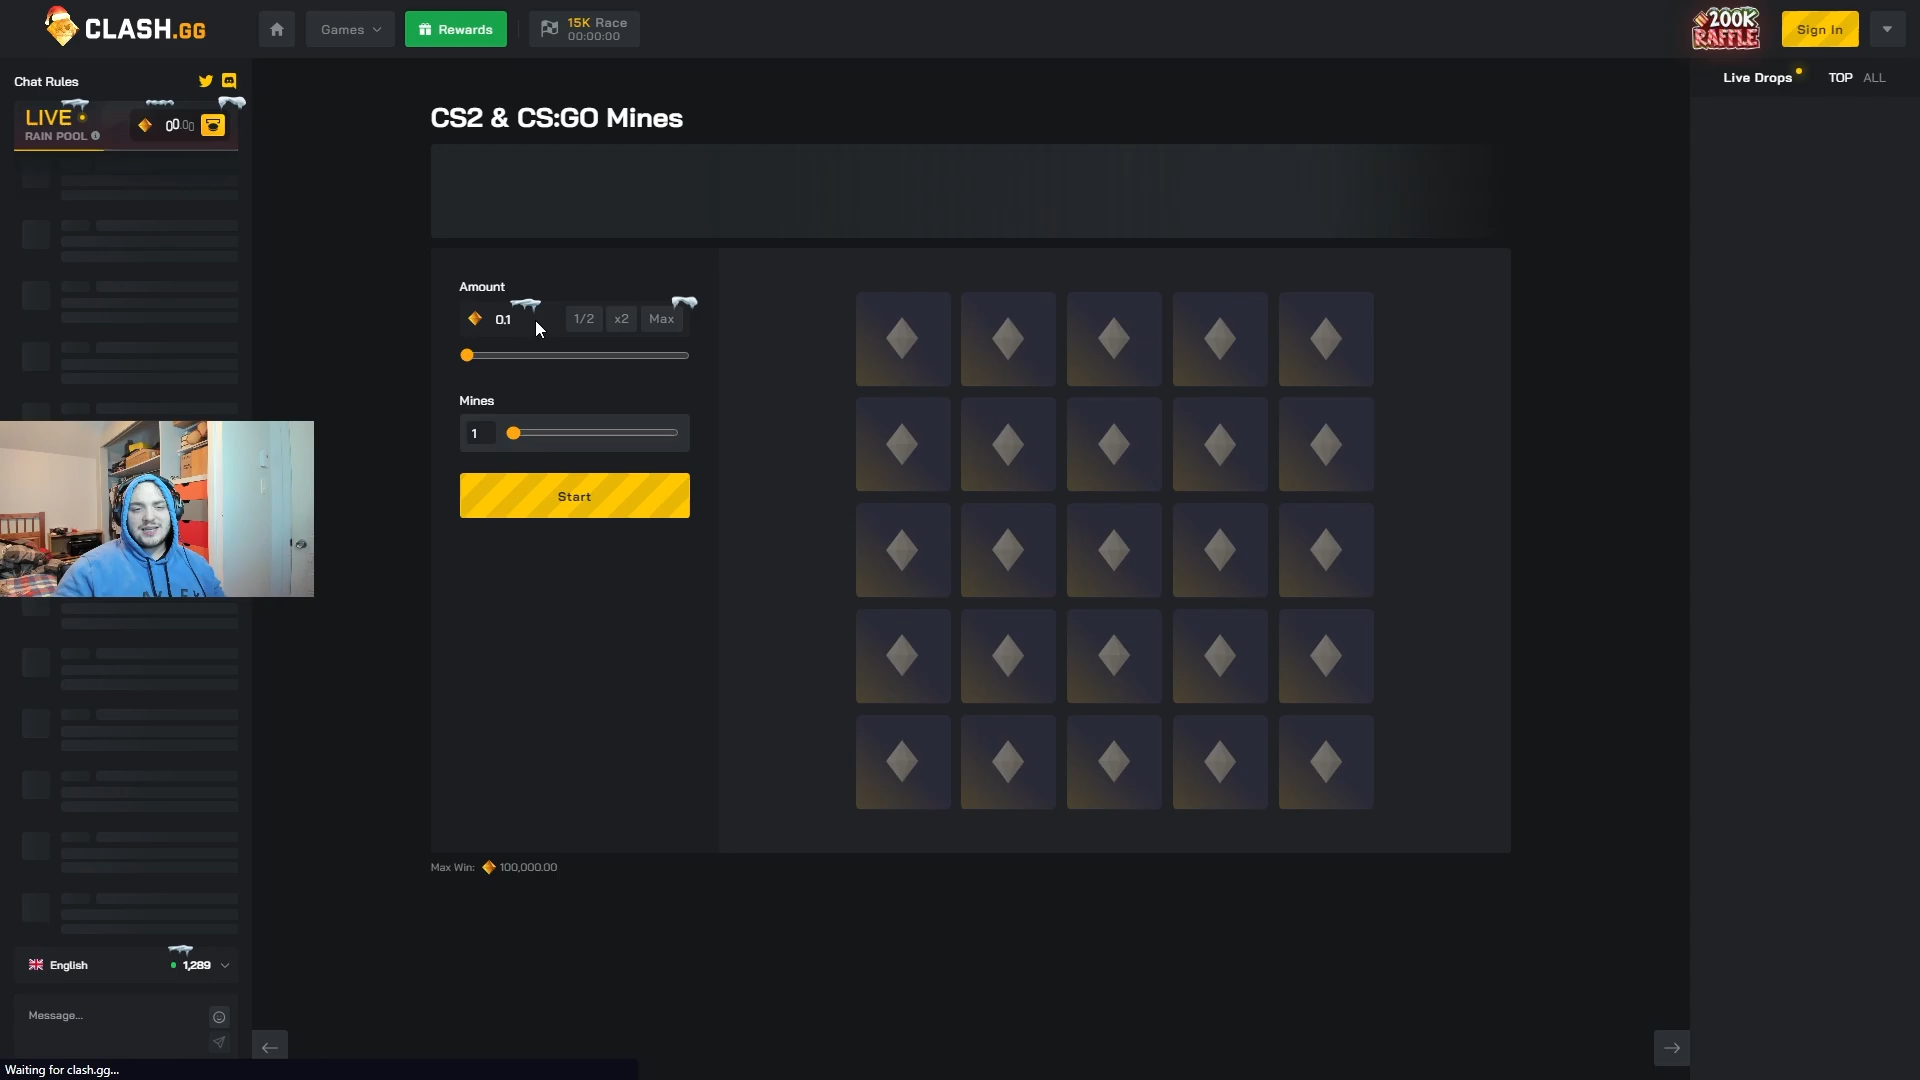 CLASH.GG
Games
Rewards
15K Race
00:00:00
200K
RAFFLE
Sign In
Chat Rules
LIVE
RAIN POOL
00.00
Live Drops
TOP
ALL
CS2 & CS:GO Mines
Amount
0.1
1/2
x2
Max
Mines
1
Start
Max Win: 100,000.00
English
1,289
Message...
Waiting for clash.gg...